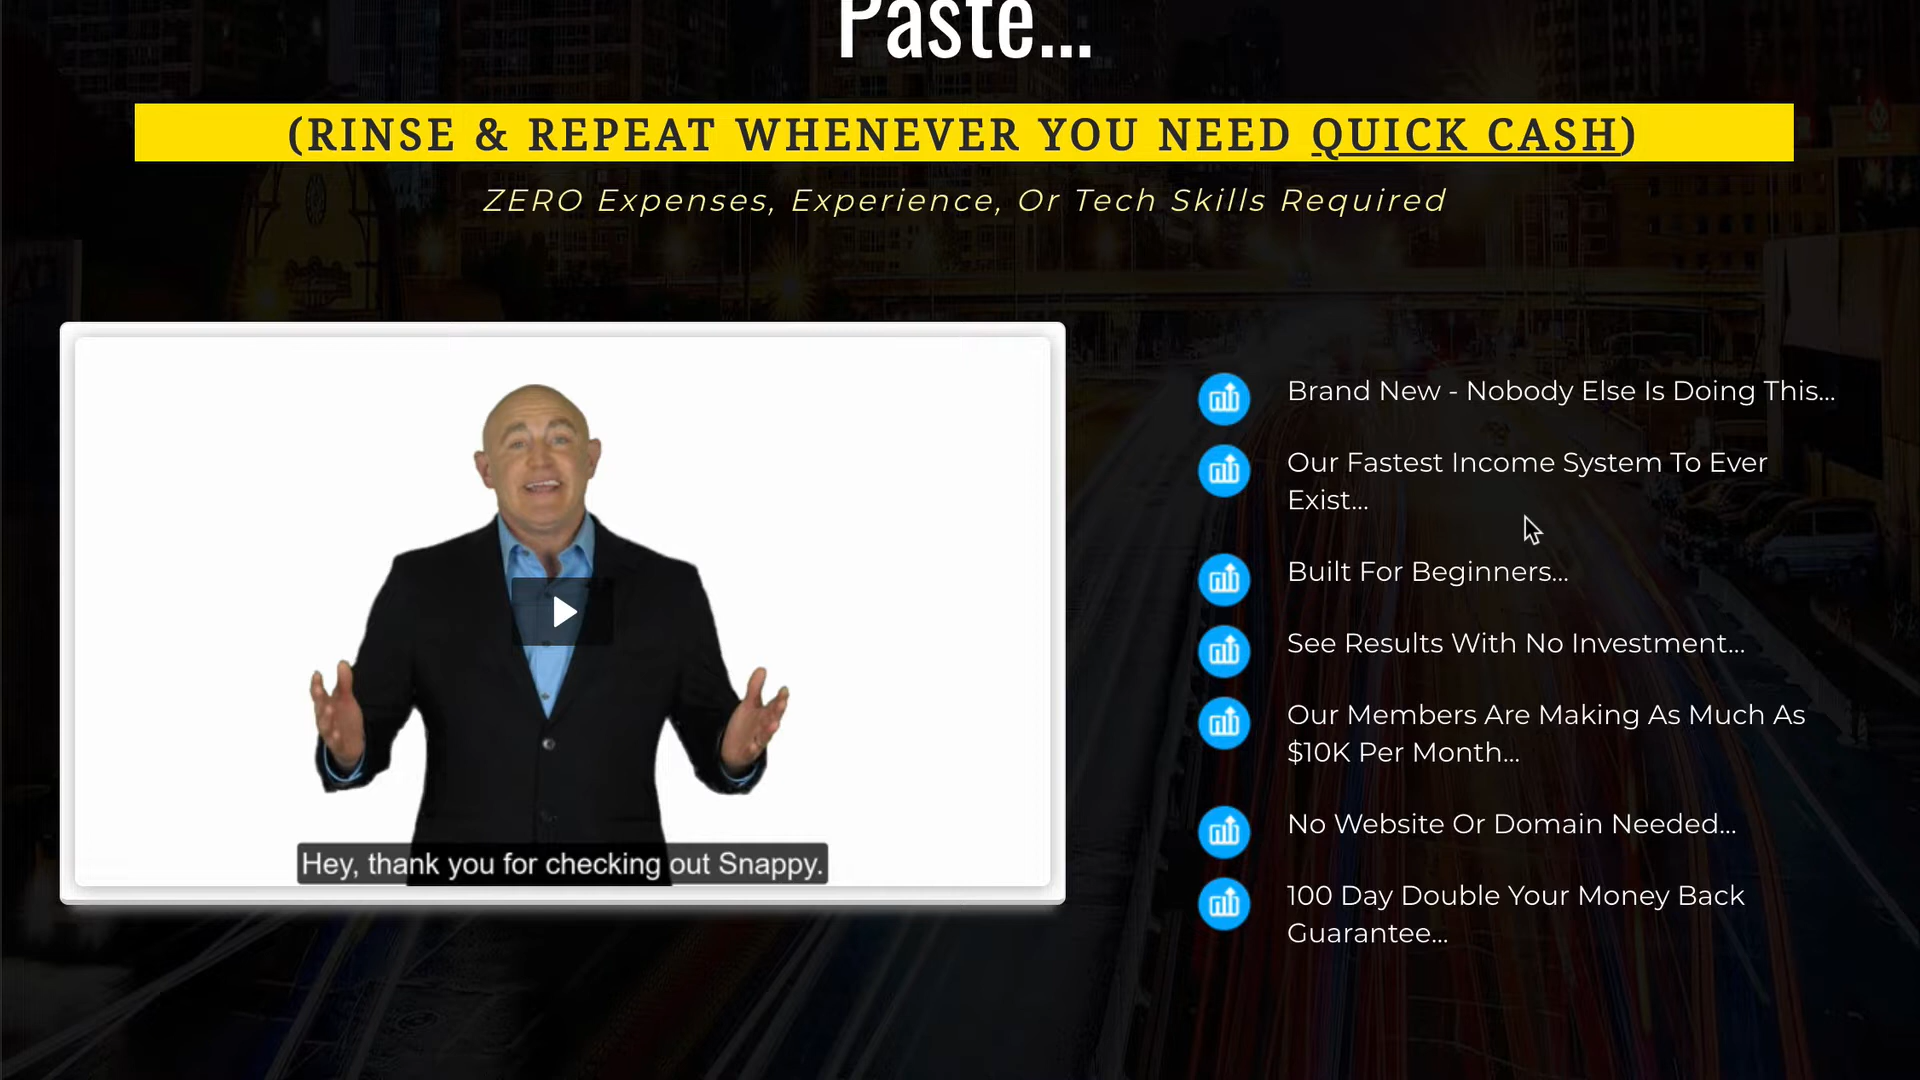 Paste...
(RINSE & REPEAT WHENEVER YOU NEED QUICK CASH)
ZERO Expenses, Experience, Or Tech Skills Required
Brand New - Nobody Else Is Doing This...
Our Fastest Income System To Ever
Exist...
Built For Beginners...
See Results With No Investment...
Our Members Are Making As Much As
$10K Per Month...
No Website Or Domain Needed...
100 Day Double Your Money Back
Guarantee...
Hey, thank you for checking out Snappy.